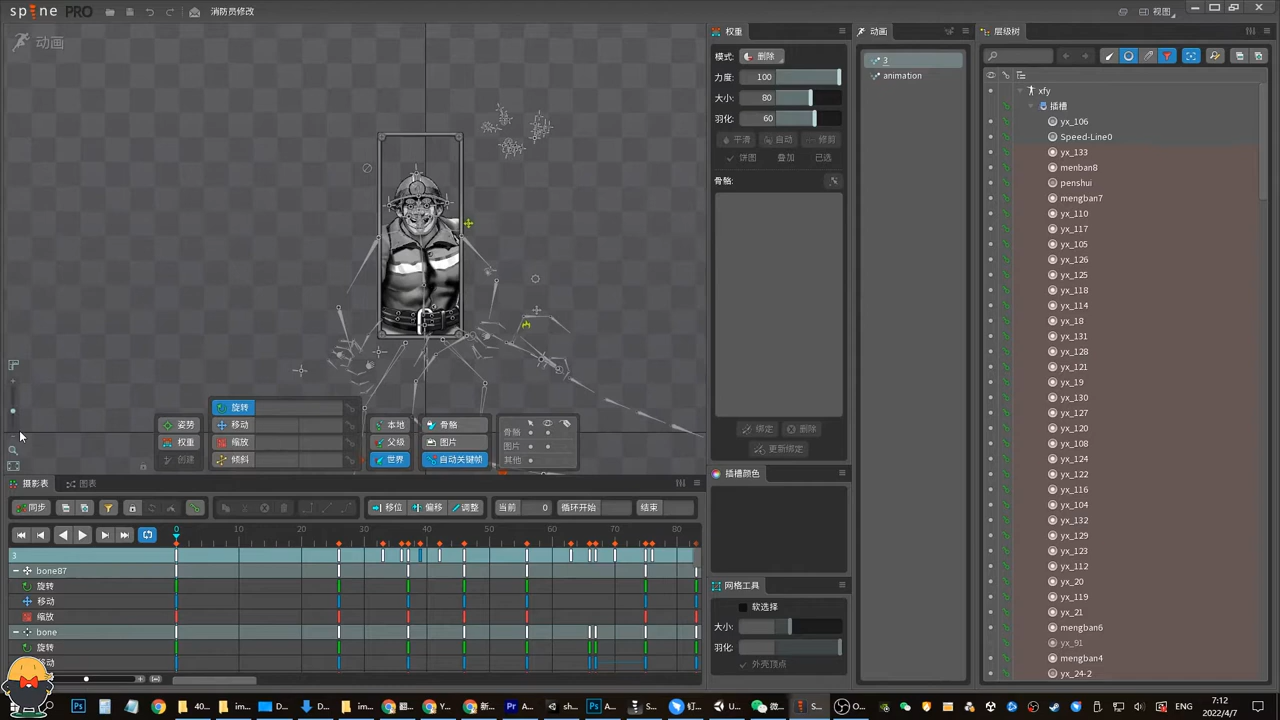 spine PRO
消防员修改
视图
动画
姿势
权重
创建
旋转
移动
缩放
倾斜
本地
父级
世界
骨骼
图片
自动关键帧
骨骼
图片
其他
摄影表
图表
同步
移位
偏移
调整
当前 0
循环开始
结束
0 10 20 30 40 50 60 70 80
3
bone87
旋转
移动
缩放
bone
旋转
移动
权重
模式: 删除
力度: 100
大小: 80
羽化: 60
平滑 自动 修剪
饼图 叠加 已选
骨骼:
绑定 删除
更新绑定
插槽颜色
网格工具
软选择
大小:
羽化:
外壳顶点
动画
3
animation
层级树
xfy
插槽
yx_106
Speed-Line0
yx_133
menban8
penshui
mengban7
yx_110
yx_117
yx_105
yx_126
yx_125
yx_118
yx_114
yx_18
yx_131
yx_128
yx_121
yx_19
yx_130
yx_127
yx_120
yx_108
yx_124
yx_122
yx_116
yx_104
yx_132
yx_129
yx_123
yx_112
yx_20
yx_119
yx_21
mengban6
yx_91
mengban4
yx_24-2
40...
im...
D...
D...
im...
Y...
Y...
A...
sh...
A...
S...
钉...
U...
微...
S...
O...
ENG
7:12
2022/4/7